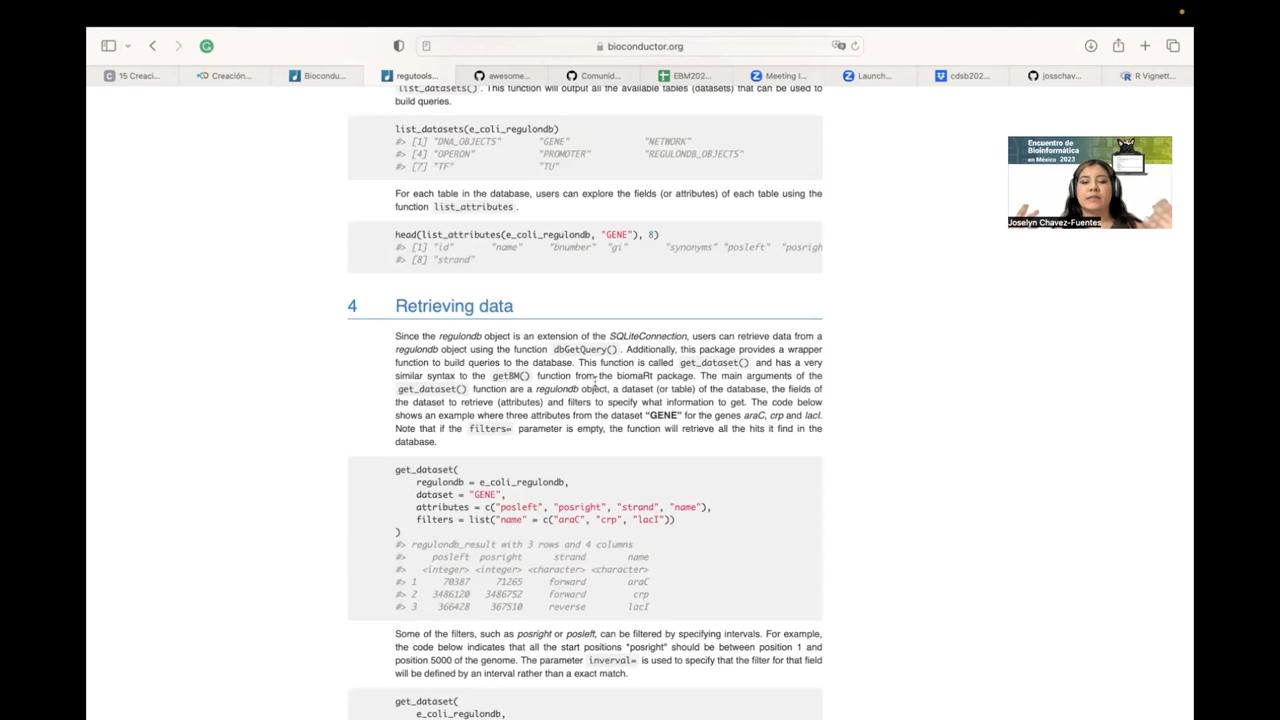 bioconductor.org
15 Creaci...
Creación...
Biocondu...
regutools...
awesome...
Comunid...
EBM202...
Meeting I...
Launch...
cdsb202...
josschav...
R Vignett...
list_datasets(). This function will output all the available tables (datasets) that can be used to
build queries.
list_datasets(e_coli_regulondb)
#> [1] "DNA_OBJECTS" "GENE" "NETWORK"
#> [4] "OPERON" "PROMOTER" "REGULONDB_OBJECTS"
#> [7] "TF" "TU"
For each table in the database, users can explore the fields (or attributes) of each table using the
function list_attributes.
head(list_attributes(e_coli_regulondb, "GENE"), 8)
#> [1] "id" "name" "bnumber" "gi" "synonyms" "posleft" "posrigh
#> [8] "strand"
4 Retrieving data
Since the regulondb object is an extension of the SQLiteConnection, users can retrieve data from a
regulondb object using the function dbGetQuery(). Additionally, this package provides a wrapper
function to build queries to the database. This function is called get_dataset() and has a very
similar syntax to the getBM() function from the biomaRt package. The main arguments of the
get_dataset() function are a regulondb object, a dataset (or table) of the database, the fields of
the dataset to retrieve (attributes) and filters to specify what information to get. The code below
shows an example where three attributes from the dataset “GENE” for the genes araC, crp and lacI.
Note that if the filters= parameter is empty, the function will retrieve all the hits it find in the
database.
get_dataset(
regulondb = e_coli_regulondb,
dataset = "GENE",
attributes = c("posleft", "posright", "strand", "name"),
filters = list("name" = c("araC", "crp", "lacI"))
)
#> regulondb_result with 3 rows and 4 columns
#> posleft posright strand name
#> <integer> <integer> <character> <character>
#> 1 70387 71265 forward araC
#> 2 3486120 3486752 forward crp
#> 3 366428 367510 reverse lacI
Some of the filters, such as posright or posleft, can be filtered by specifying intervals. For example,
the code below indicates that all the start positions "posright" should be between position 1 and
position 5000 of the genome. The parameter inverval= is used to specify that the filter for that field
will be defined by an interval rather than a exact match.
get_dataset(
e_coli_regulondb,
Encuentro de
Bioinformática
en México 2023
Joselyn Chavez-Fuentes